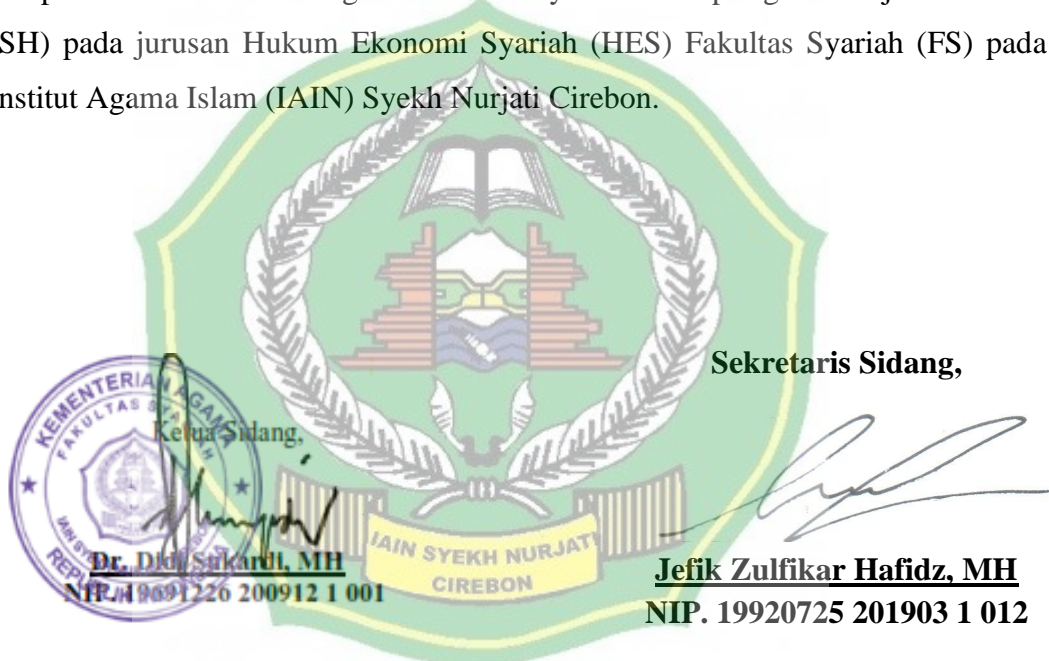 SH) pada jurusan Hukum Ekonomi Syariah (HES) Fakultas Syariah (FS) pada
nstitut Agama Islam (IAIN) Syekh Nurjati Cirebon.
Sekretaris Sidang,
Ketua Sidang,
KEMENTERIAN AGAMA
FAKULTAS SYARIAH
IAIN SYEKH NURJATI
CIREBON
Dr. Didi Sukardi, MH
NIP. 19691226 200912 1 001
Jefik Zulfikar Hafidz, MH
NIP. 19920725 201903 1 012